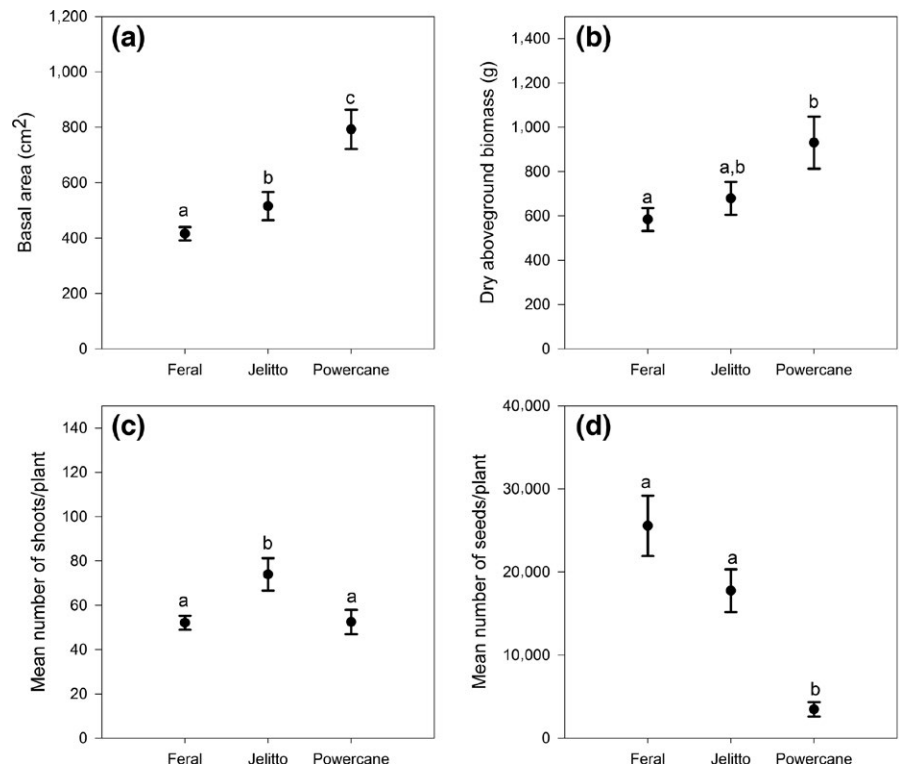 (a)
Basal area (cm2)
1,200
1,000
800
600
400
200
0
a
b
c
Feral Jelitto Powercane
(b)
Dry aboveground biomass (g)
1,400
1,200
1,000
800
600
400
200
0
a
a,b
b
Feral Jelitto Powercane
(c)
Mean number of shoots/plant
140
120
100
80
60
40
20
0
a
b
a
Feral Jelitto Powercane
(d)
Mean number of seeds/plant
40,000
30,000
20,000
10,000
0
a
a
b
Feral Jelitto Powercane